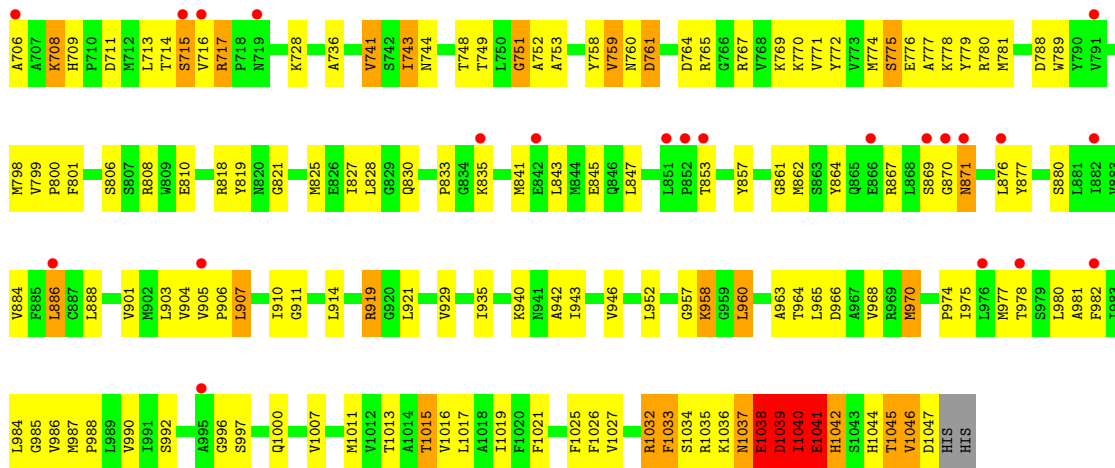 A706 A707 K708 H709 P710 D711 M712 L713 T714 S715 V716 R717 P718 N719 K728 A736 V741 S742 I743 N744 T748 T749 L750 G751 A752 A753 Y758 V759 N760 D761 D764 R765 G766 R767 V768 K769 K770 V771 Y772 V773 M774 S775 E776 A777 K778 Y779 R780 M781 D788 W789 Y790 V791
M798 V799 P800 F801 S806 S807 R808 W809 E810 R818 Y819 N820 G821 M825 E826 I827 L828 G829 Q830 P833 G834 K835 M841 E842 L843 M844 E845 Q846 L847 L851 P852 T853 Y857 G861 M862 S863 Y864 Q865 E866 R867 L868 S869 G870 N871 L876 Y877 S880 L881 I882
V884 F885 L886 C887 L888 V901 M902 L903 V904 V905 P906 L907 I910 G911 L914 R919 G920 L921 V929 I935 K940 N941 A942 I943 V946 L952 G957 K958 G959 L960 A963 T964 L965 D966 A967 V968 R969 M970 P974 I975 L976 M977 T978 S979 L980 A981 F982
L984 G985 V986 M987 P988 L989 V990 I991 S992 A995 G996 S997 Q1000 V1007 M1011 V1012 T1013 A1014 T1015 V1016 L1017 A1018 I1019 F1020 F1021 F1025 F1026 V1027 R1032 F1033 S1034 R1035 K1036 N1037 E1038 D1039 I1040 E1041 H1042 S1043 H1044 T1045 V1046 D1047 HIS HIS